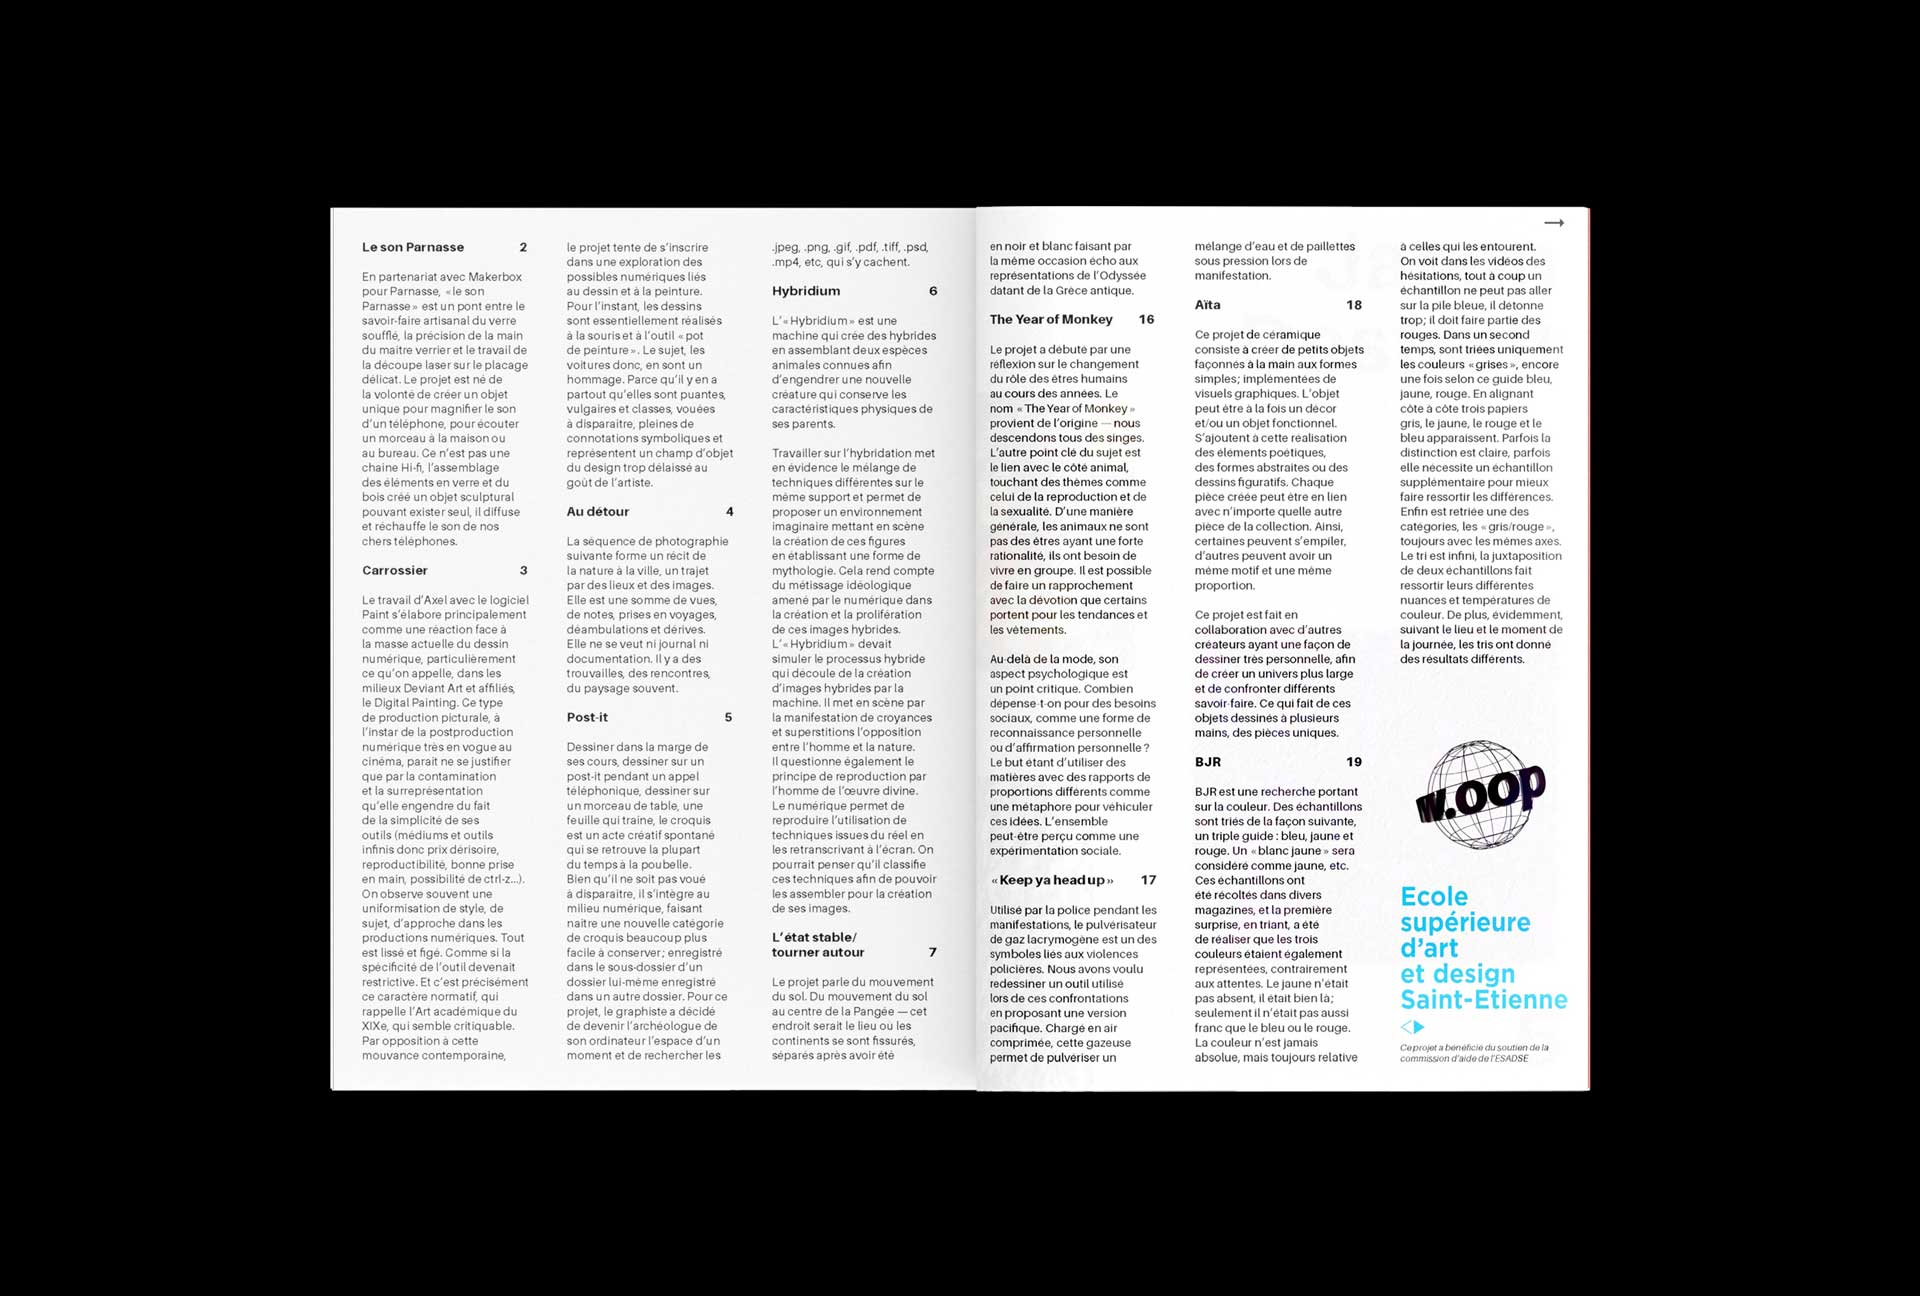 Le son Parnasse 2
En partenariat avec Makerbox
pour Parnasse, «le son
Parnasse» est un pont entre le
savoir-faire artisanal du verre
soufflé, la précision de la main
du maitre verrier et le travail de
la découpe laser sur le placage
délicat. Le projet est né de
la volonté de créer un objet
unique pour magnifier le son
d'un téléphone, pour écouter
un morceau à la maison ou
au bureau. Ce n'est pas une
chaine Hi-fi, l'assemblage
des éléments en verre et du
bois créé un objet sculptural
pouvant exister seul, il diffuse
et réchauffe le son de nos
chers téléphones.
Carrossier 3
Le travail d'Axel avec le logiciel
Paint s'élabore principalement
comme une réaction face à
la masse actuelle du dessin
numérique, particulièrement
ce qu'on appelle, dans les
milieux Deviant Art et affiliés,
le Digital Painting. Ce type
de production picturale, à
l'instar de la postproduction
numérique très en vogue au
cinéma, parait ne se justifier
que par la contamination
et la surreprésentation
qu'elle engendre du fait
de la simplicité de ses
outils (médiums et outils
infinis donc prix dérisoire,
reproductibilité, bonne prise
en main, possibilité de ctrl-z...).
On observe souvent une
uniformisation de style, de
sujet, d'approche dans les
productions numériques. Tout
est lissé et figé. Comme si la
spécificité de l'outil devenait
restrictive. Et c'est précisément
ce caractère normatif, qui
rappelle l'Art académique du
XIXe, qui semble critiquable.
Par opposition à cette
mouvance contemporaine,
le projet tente de s'inscrire
dans une exploration des
possibles numériques liés
au dessin et à la peinture.
Pour l'instant, les dessins
sont essentiellement réalisés
à la souris et à l'outil «pot
de peinture». Le sujet, les
voitures donc, en sont un
hommage. Parce qu'il y en a
partout qu'elles sont puantes,
vulgaires et classes, vouées
à disparaitre, pleines de
connotations symboliques et
représentent un champ d'objet
du design trop délaissé au
goût de l'artiste.
Au détour 4
La séquence de photographie
suivante forme un récit de
la nature à la ville, un trajet
par des lieux et des images.
Elle est une somme de vues,
de notes, prises en voyages,
déambulations et dérives.
Elle ne se veut ni journal ni
documentation. Il y a des
trouvailles, des rencontres,
du paysage souvent.
Post-it 5
Dessiner dans la marge de
ses cours, dessiner sur un
post-it pendant un appel
téléphonique, dessiner sur
un morceau de table, une
feuille qui traine, le croquis
est un acte créatif spontané
qui se retrouve la plupart
du temps à la poubelle.
Bien qu'il ne soit pas voué
à disparaitre, il s'intègre au
milieu numérique, faisant
naitre une nouvelle catégorie
de croquis beaucoup plus
facile à conserver; enregistré
dans le sous-dossier d'un
dossier lui-même enregistré
dans un autre dossier. Pour ce
projet, le graphiste a décidé
de devenir l'archéologue de
son ordinateur l'espace d'un
moment et de rechercher les
.jpeg, .png, .gif, .pdf, .tiff, .psd,
.mp4, etc, qui s'y cachent.
Hybridium 6
L'«Hybridium» est une
machine qui crée des hybrides
en assemblant deux espèces
animales connues afin
d'engendrer une nouvelle
créature qui conserve les
caractéristiques physiques de
ses parents.
Travailler sur l'hybridation met
en évidence le mélange de
techniques différentes sur le
même support et permet de
proposer un environnement
imaginaire mettant en scène
la création de ces figures
en établissant une forme de
mythologie. Cela rend compte
du métissage idéologique
amené par le numérique dans
la création et la prolifération
de ces images hybrides.
L'«Hybridium» devait
simuler le processus hybride
qui découle de la création
d'images hybrides par la
machine. Il met en scène par
la manifestation de croyances
et superstitions l'opposition
entre l'homme et la nature.
Il questionne également le
principe de reproduction par
l'homme de l'œuvre divine.
Le numérique permet de
reproduire l'utilisation de
techniques issues du réel en
les retranscrivant à l'écran. On
pourrait penser qu'il classifie
ces techniques afin de pouvoir
les assembler pour la création
de ses images.
L'état stable/
tourner autour 7
Le projet parle du mouvement
du sol. Du mouvement du sol
au centre de la Pangée — cet
endroit serait le lieu où les
continents se sont fissurés,
séparés après avoir été
→
en noir et blanc faisant par
la même occasion écho aux
représentations de l'Odyssée
datant de la Grèce antique.
The Year of Monkey 16
Le projet a débuté par une
réflexion sur le changement
du rôle des êtres humains
au cours des années. Le
nom «The Year of Monkey»
provient de l'origine — nous
descendons tous des singes.
L'autre point clé du sujet est
le lien avec le côté animal,
touchant des thèmes comme
celui de la reproduction et de
la sexualité. D'une manière
générale, les animaux ne sont
pas des êtres ayant une forte
rationalité, ils ont besoin de
vivre en groupe. Il est possible
de faire un rapprochement
avec la dévotion que certains
portent pour les tendances et
les vêtements.
Au-delà de la mode, son
aspect psychologique est
un point critique. Combien
dépense-t-on pour des besoins
sociaux, comme une forme de
reconnaissance personnelle
ou d'affirmation personnelle?
Le but étant d'utiliser des
matières avec des rapports de
proportions différents comme
une métaphore pour véhiculer
ces idées. L'ensemble
peut-être perçu comme une
expérimentation sociale.
«Keep ya head up» 17
Utilisé par la police pendant les
manifestations, le pulvérisateur
de gaz lacrymogène est un des
symboles liés aux violences
policières. Nous avons voulu
redessiner un outil utilisé
lors de ces confrontations
en proposant une version
pacifique. Chargé en air
comprimée, cette gazeuse
permet de pulvériser un
mélange d'eau et de paillettes
sous pression lors de
manifestation.
Aïta 18
Ce projet de céramique
consiste à créer de petits objets
façonnés à la main aux formes
simples; implémentées de
visuels graphiques. L'objet
peut être à la fois un décor
et/ou un objet fonctionnel.
S'ajoutent à cette réalisation
des éléments poétiques,
des formes abstraites ou des
dessins figuratifs. Chaque
pièce créée peut être en lien
avec n'importe quelle autre
pièce de la collection. Ainsi,
certaines peuvent s'empiler,
d'autres peuvent avoir un
même motif et une même
proportion.
Ce projet est fait en
collaboration avec d'autres
créateurs ayant une façon de
dessiner très personnelle, afin
de créer un univers plus large
et de confronter différents
savoir-faire. Ce qui fait de ces
objets dessinés à plusieurs
mains, des pièces uniques.
BJR 19
BJR est une recherche portant
sur la couleur. Des échantillons
sont triés de la façon suivante,
un triple guide : bleu, jaune et
rouge. Un «blanc jaune» sera
considéré comme jaune, etc.
Ces échantillons ont
été récoltés dans divers
magazines, et la première
surprise, en triant, a été
de réaliser que les trois
couleurs étaient également
représentées, contrairement
aux attentes. Le jaune n'était
pas absent, il était bien là;
seulement il n'était pas aussi
franc que le bleu ou le rouge.
La couleur n'est jamais
absolue, mais toujours relative
à celles qui les entourent.
On voit dans les vidéos des
hésitations, tout à coup un
échantillon ne peut pas aller
sur la pile bleue, il détonne
trop; il doit faire partie des
rouges. Dans un second
temps, sont triées uniquement
les couleurs «grises», encore
une fois selon ce guide bleu,
jaune, rouge. En alignant
côte à côte trois papiers
gris, le jaune, le rouge et le
bleu apparaissent. Parfois la
distinction est claire, parfois
elle nécessite un échantillon
supplémentaire pour mieux
faire ressortir les différences.
Enfin est retriée une des
catégories, les «gris/rouge»,
toujours avec les mêmes axes.
Le tri est infini, la juxtaposition
de deux échantillons fait
ressortir leurs différentes
nuances et températures de
couleur. De plus, évidemment,
suivant le lieu et le moment de
la journée, les tris ont donné
des résultats différents.
w.oop
Ecole
supérieure
d'art
et design
Saint-Etienne
Ce projet a bénéficié du soutien de la
commission d'aide de l'ESADSE